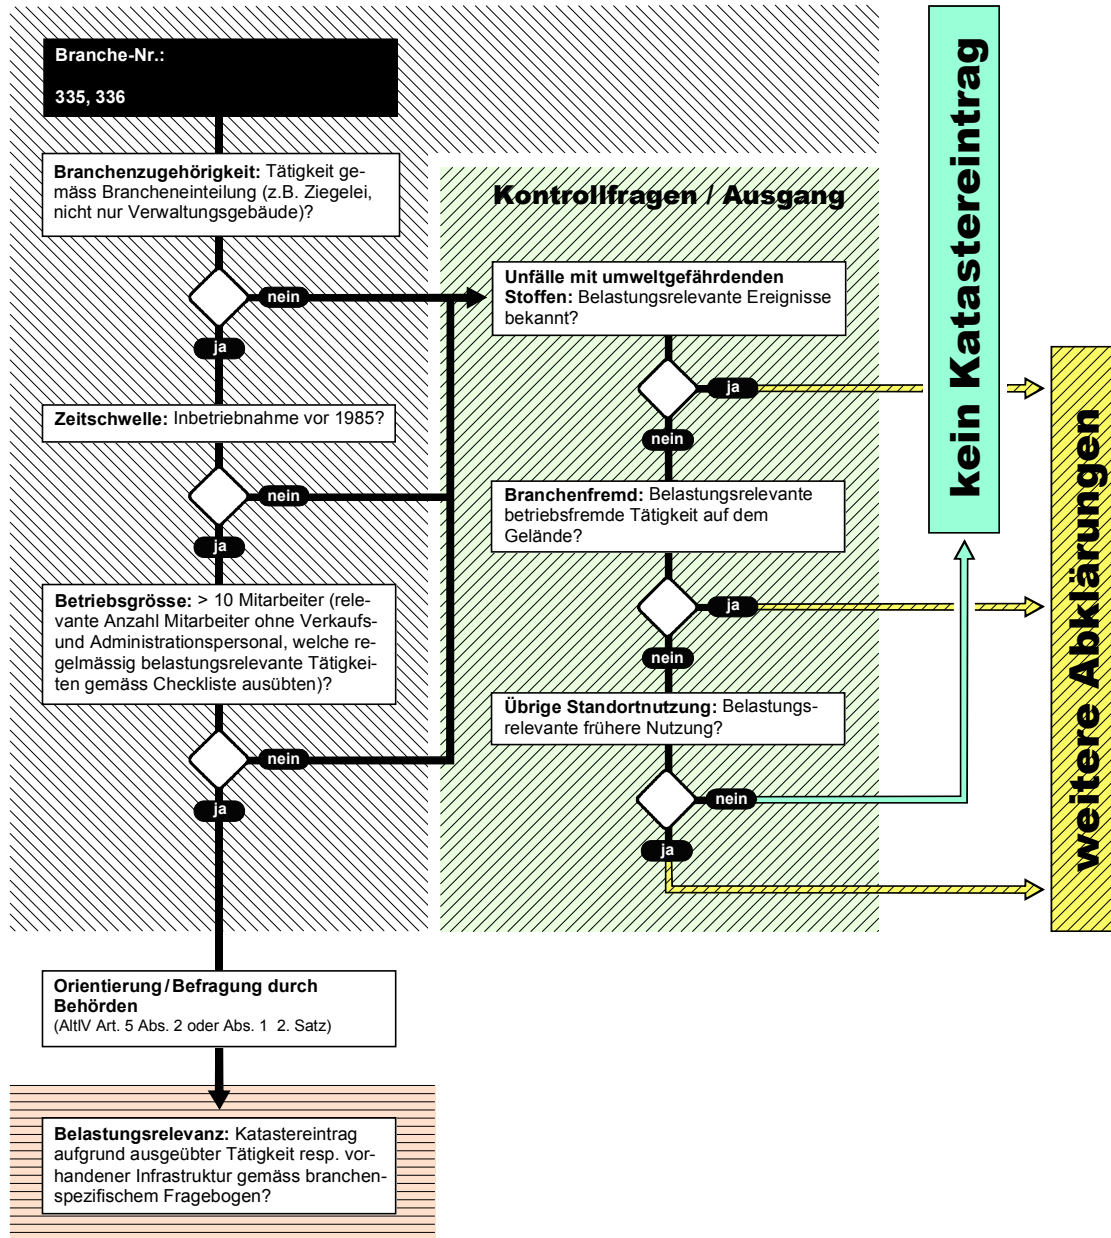 Branche-Nr.:
335, 336
Branchenzugehörigkeit: Tätigkeit ge-
mäss Brancheneinteilung (z.B. Ziegelei,
nicht nur Verwaltungsgebäude)?
nein
ja
Zeitschwelle: Inbetriebnahme vor 1985?
nein
ja
Betriebsgrösse: > 10 Mitarbeiter (rele-
vante Anzahl Mitarbeiter ohne Verkaufs-
und Administrationspersonal, welche re-
gelmässig belastungsrelevante Tätigkei-
ten gemäss Checkliste ausübten)?
nein
ja
Orientierung/Befragung durch
Behörden
(AltlV Art. 5 Abs. 2 oder Abs. 1 2. Satz)
Belastungsrelevanz: Katastereintrag
aufgrund ausgeübter Tätigkeit resp. vor-
handener Infrastruktur gemäss branchen-
spezifischem Fragebogen?
Kontrollfragen / Ausgang
Unfälle mit umweltgefährdenden
Stoffen: Belastungsrelevante Ereignisse
bekannt?
ja
nein
Branchenfremd: Belastungsrelevante
betriebsfremde Tätigkeit auf dem
Gelände?
ja
nein
Übrige Standortnutzung: Belastungs-
relevante frühere Nutzung?
nein
ja
kein Katastereintrag
weitere Abklärungen